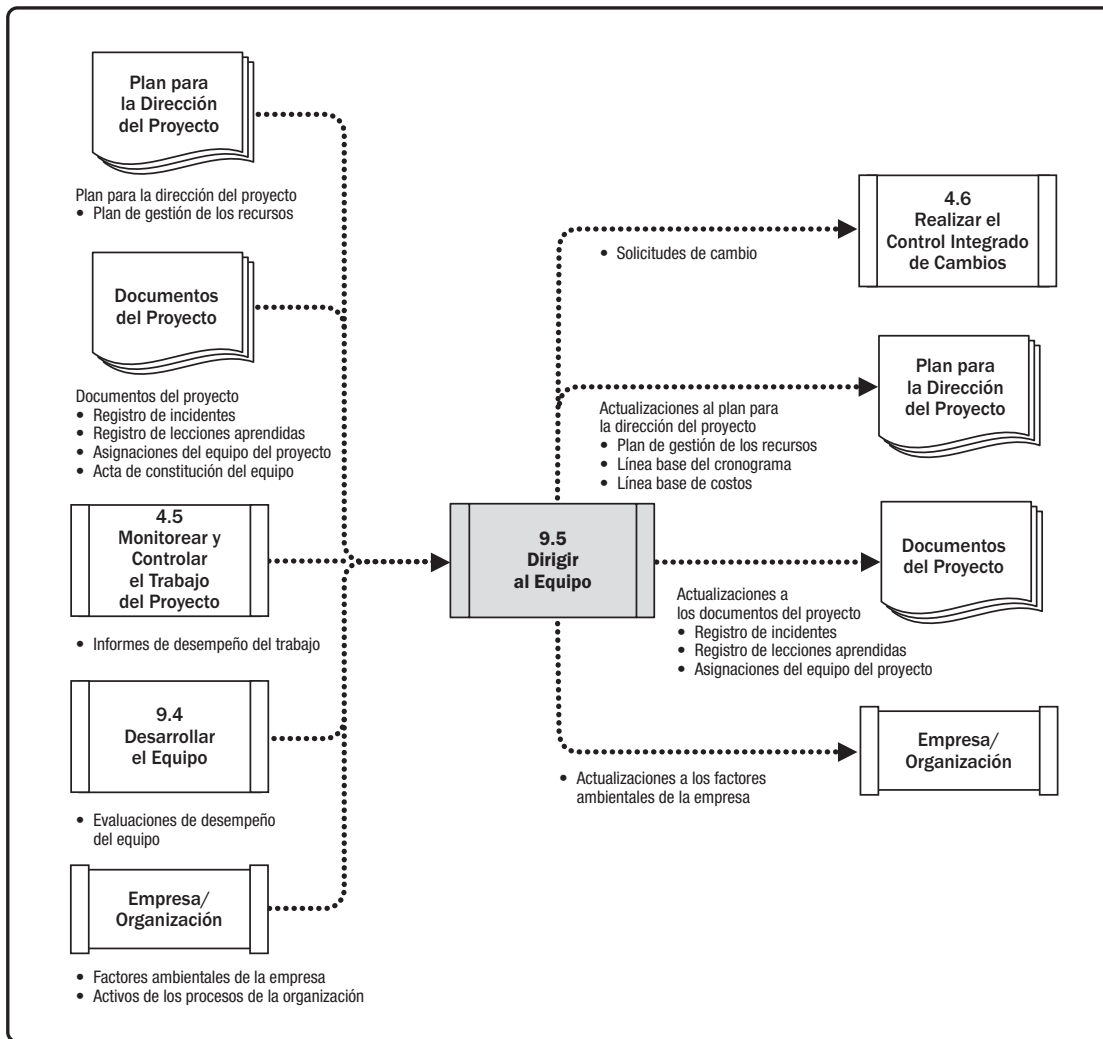 Plan para
la Dirección
del Proyecto
Plan para la dirección del proyecto
• Plan de gestión de los recursos
Documentos
del Proyecto
Documentos del proyecto
• Registro de incidentes
• Registro de lecciones aprendidas
• Asignaciones del equipo del proyecto
• Acta de constitución del equipo
4.5
Monitorear y
Controlar
el Trabajo
del Proyecto
• Informes de desempeño del trabajo
9.4
Desarrollar
el Equipo
• Evaluaciones de desempeño
del equipo
Empresa/
Organización
• Factores ambientales de la empresa
• Activos de los procesos de la organización
9.5
Dirigir
al Equipo
• Solicitudes de cambio
4.6
Realizar el
Control Integrado
de Cambios
Actualizaciones al plan para
la dirección del proyecto
• Plan de gestión de los recursos
• Línea base del cronograma
• Línea base de costos
Plan para
la Dirección
del Proyecto
Actualizaciones a
los documentos del proyecto
• Registro de incidentes
• Registro de lecciones aprendidas
• Asignaciones del equipo del proyecto
Documentos
del Proyecto
• Actualizaciones a los factores
ambientales de la empresa
Empresa/
Organización